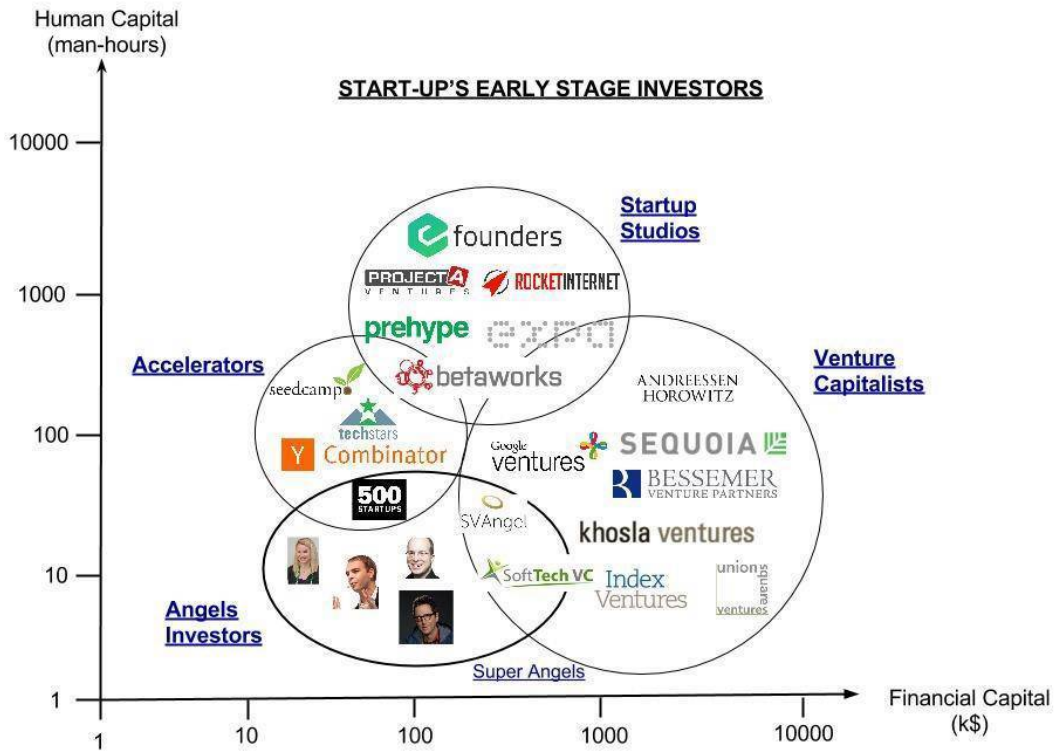 Human Capital
(man-hours)
START-UP'S EARLY STAGE INVESTORS
10000
1000
100
10
1
Startup
Studios
e founders
PROJECT A
VENTURES
ROCKETINTERNET
prehype
expa
betaworks
Accelerators
seedcamp
techstars
Y Combinator
500
STARTUPS
Venture
Capitalists
ANDREESSEN
HOROWITZ
Google
ventures
SEQUOIA
BESSEMER
VENTURE PARTNERS
SVAngel
khosla ventures
SoftTech VC
Index
Ventures
union
square
ventures
Angels
Investors
Super Angels
1
10
100
1000
10000
Financial Capital
(k$)